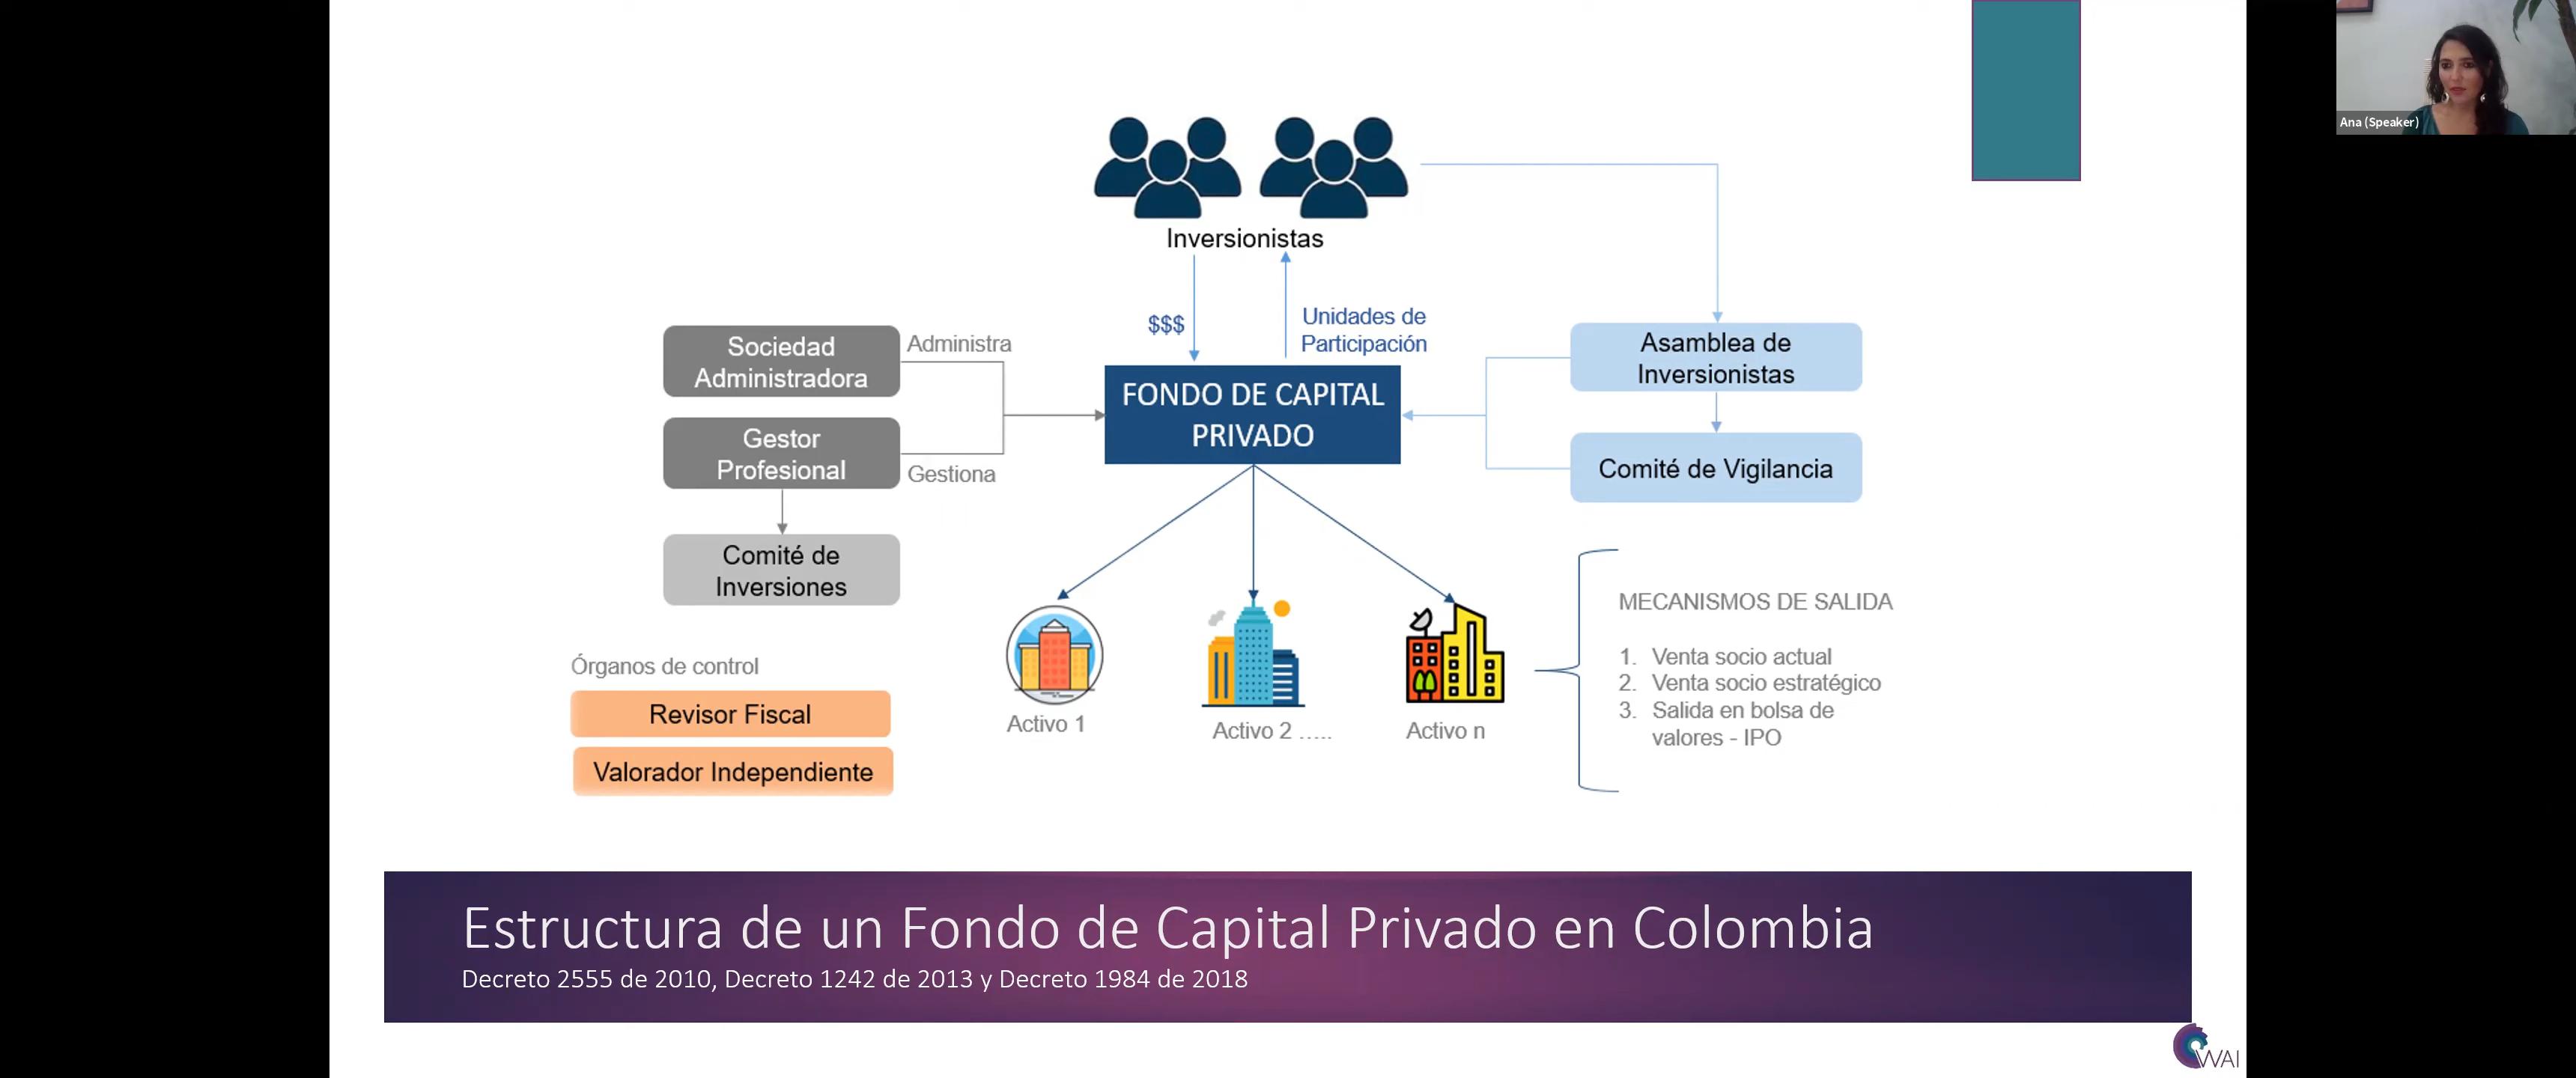 Ana (Speaker)
Inversionistas
$$$
Unidades de
Participación
Sociedad
Administradora
Administra
Gestor
Profesional
Gestiona
Comité de
Inversiones
FONDO DE CAPITAL
PRIVADO
Asamblea de
Inversionistas
Comité de Vigilancia
Órganos de control
Revisor Fiscal
Valorador Independiente
Activo 1
Activo 2 .....
Activo n
MECANISMOS DE SALIDA
1. Venta socio actual
2. Venta socio estratégico
3. Salida en bolsa de
valores - IPO
Estructura de un Fondo de Capital Privado en Colombia
Decreto 2555 de 2010, Decreto 1242 de 2013 y Decreto 1984 de 2018
WAI